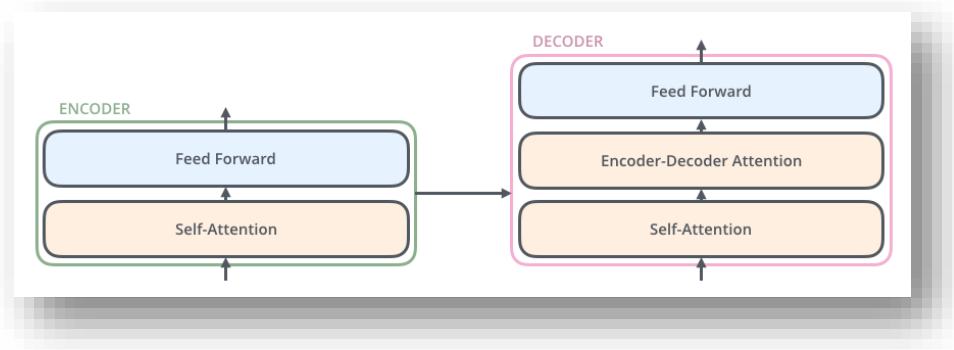 ENCODER
Feed Forward
Self-Attention
DECODER
Feed Forward
Encoder-Decoder Attention
Self-Attention